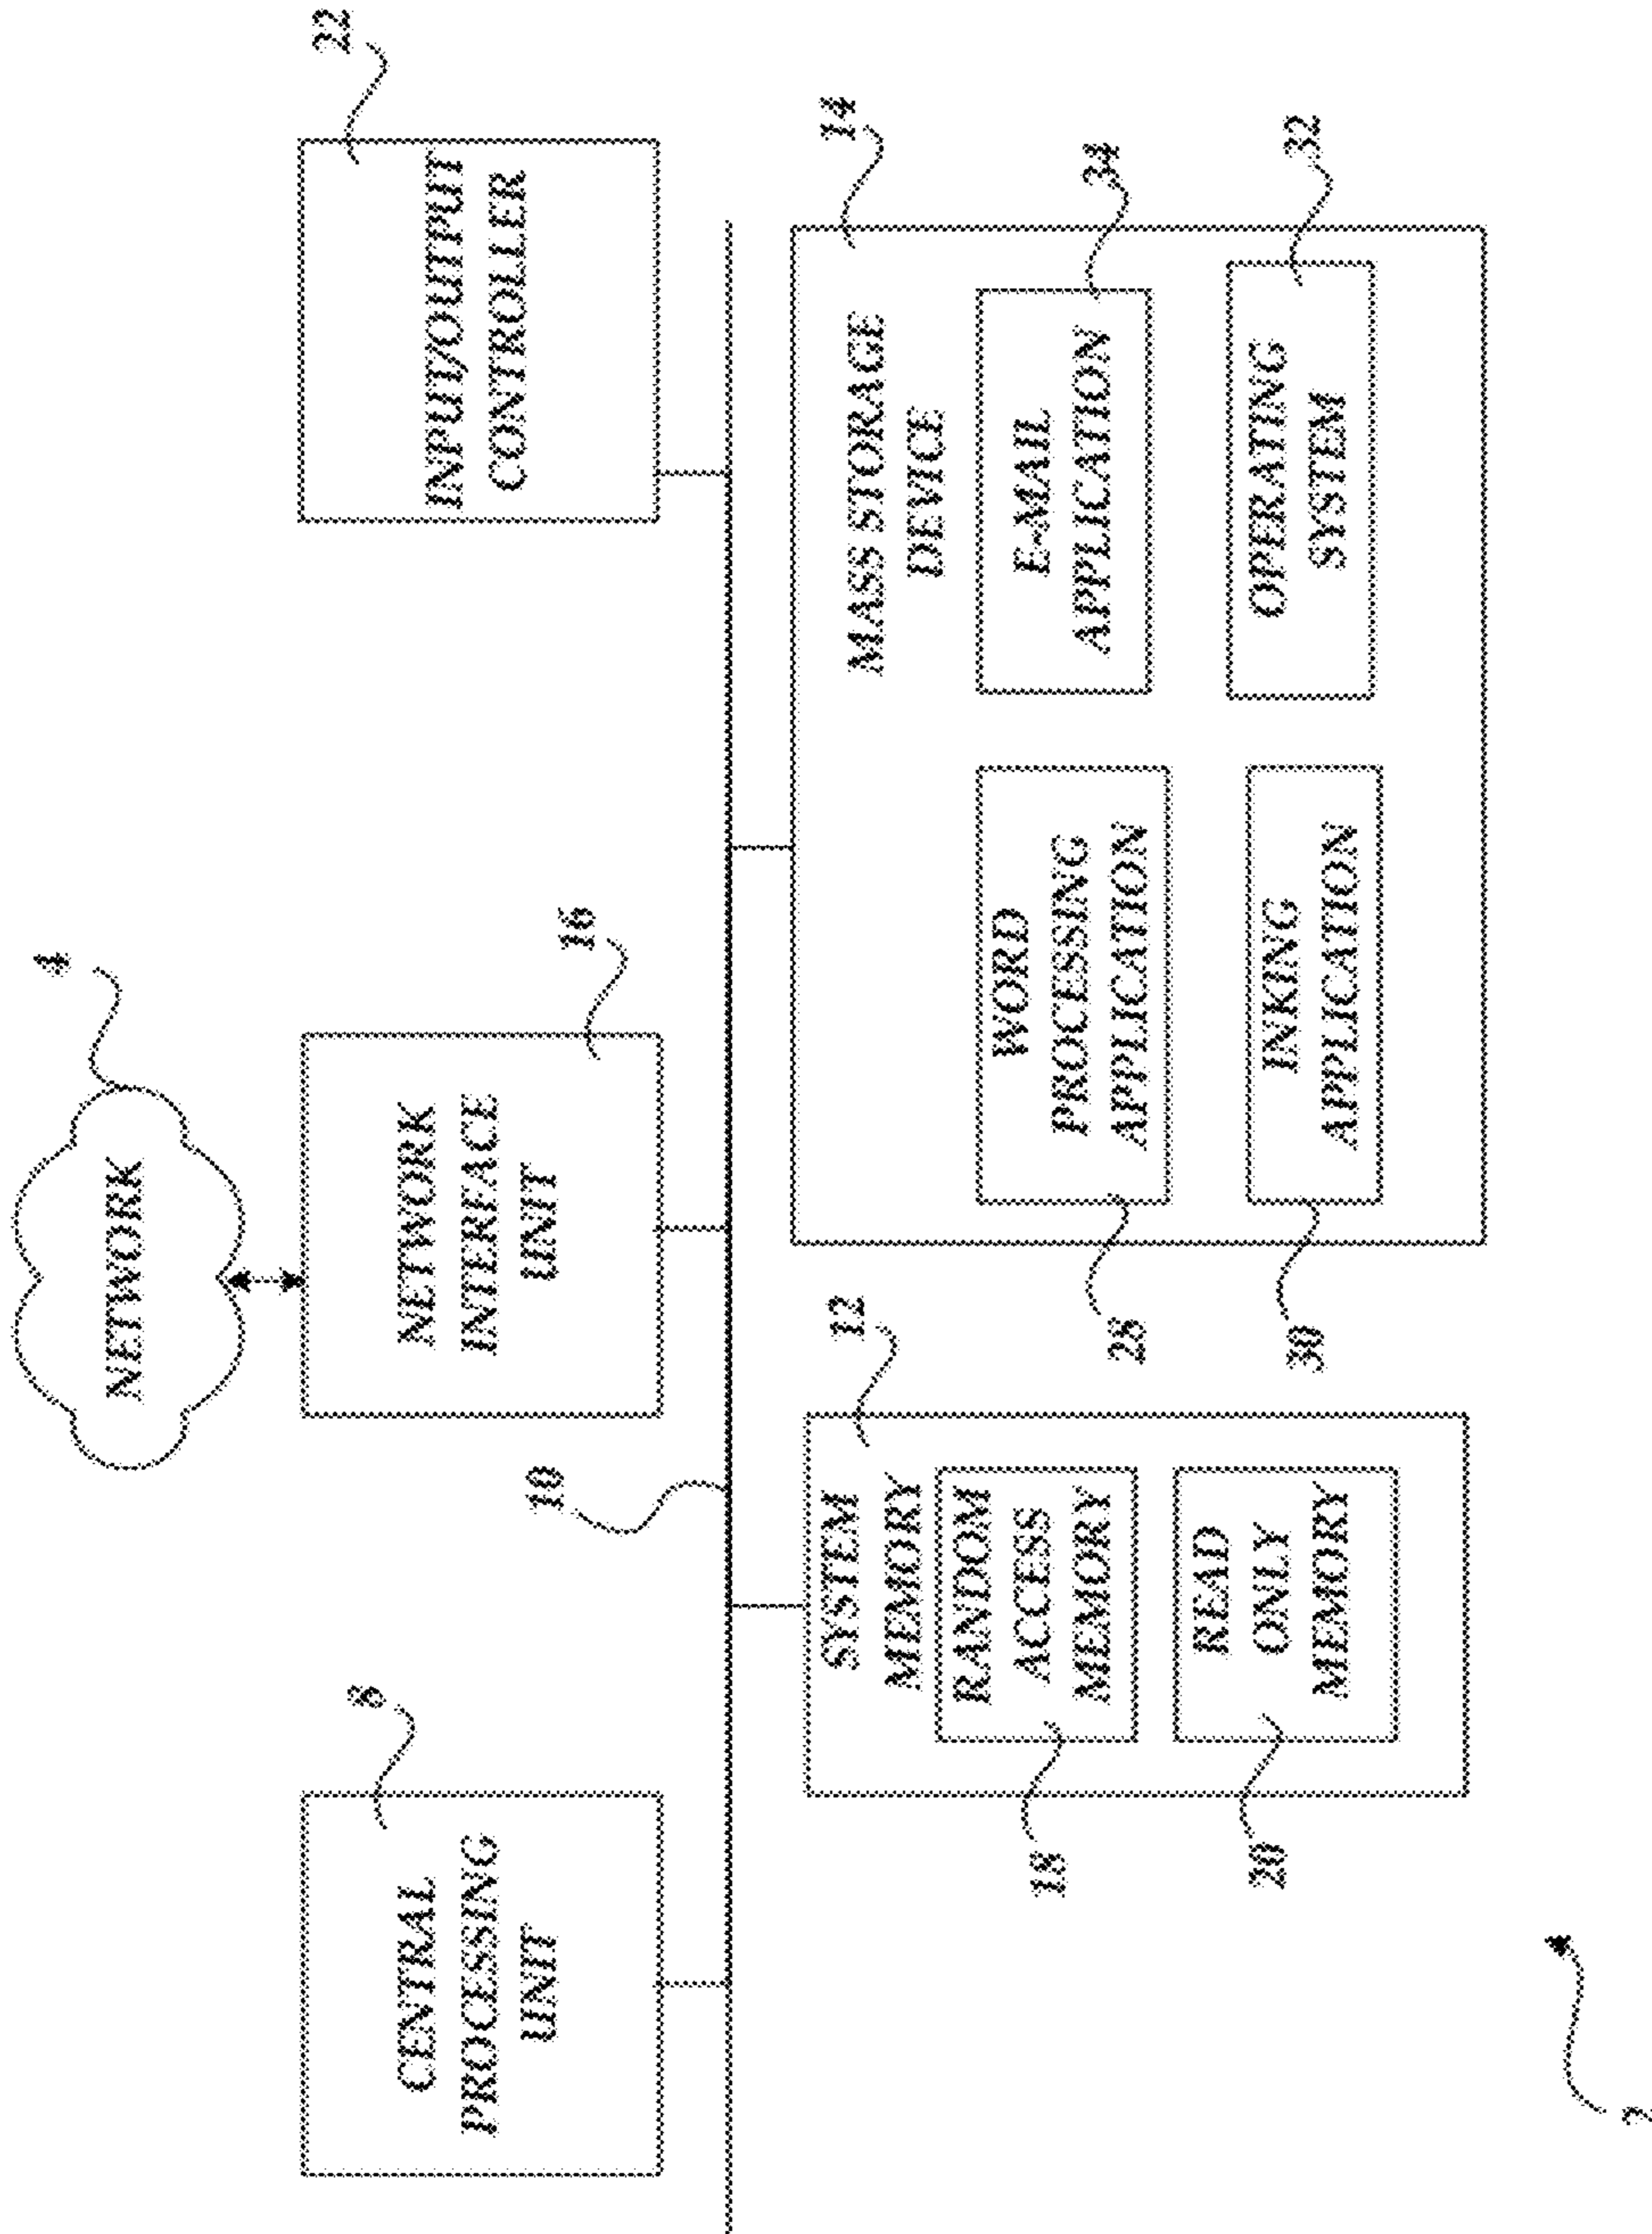 NETWORK
4
CENTRAL
PROCESSING
UNIT
8
NETWORK
INTERFACE
UNIT
16
INPUT/OUTPUT
CONTROLLER
22
10
SYSTEM
MEMORY
12
RANDOM
ACCESS
MEMORY
18
READ
ONLY
MEMORY
20
MASS STORAGE
DEVICE
14
WORD
PROCESSING
APPLICATION
28
E-MAIL
APPLICATION
34
INKING
APPLICATION
30
OPERATING
SYSTEM
32
2